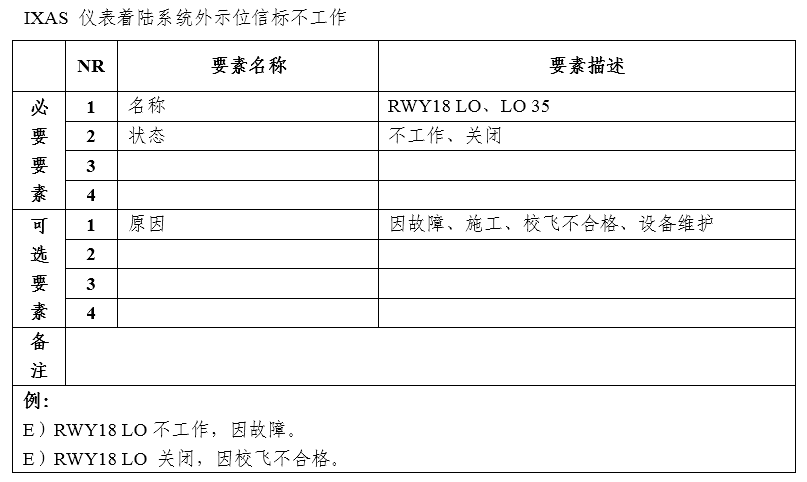 IXAS 仪表着陆系统外示位信标不工作
NR 要素名称 要素描述
必要要素
1 名称 RWY18 LO、LO 35
2 状态 不工作、关闭
3
4
可选要素
1 原因 因故障、施工、校飞不合格、设备维护
2
3
4
备注
例：
E）RWY18 LO 不工作，因故障。
E）RWY18 LO 关闭，因校飞不合格。